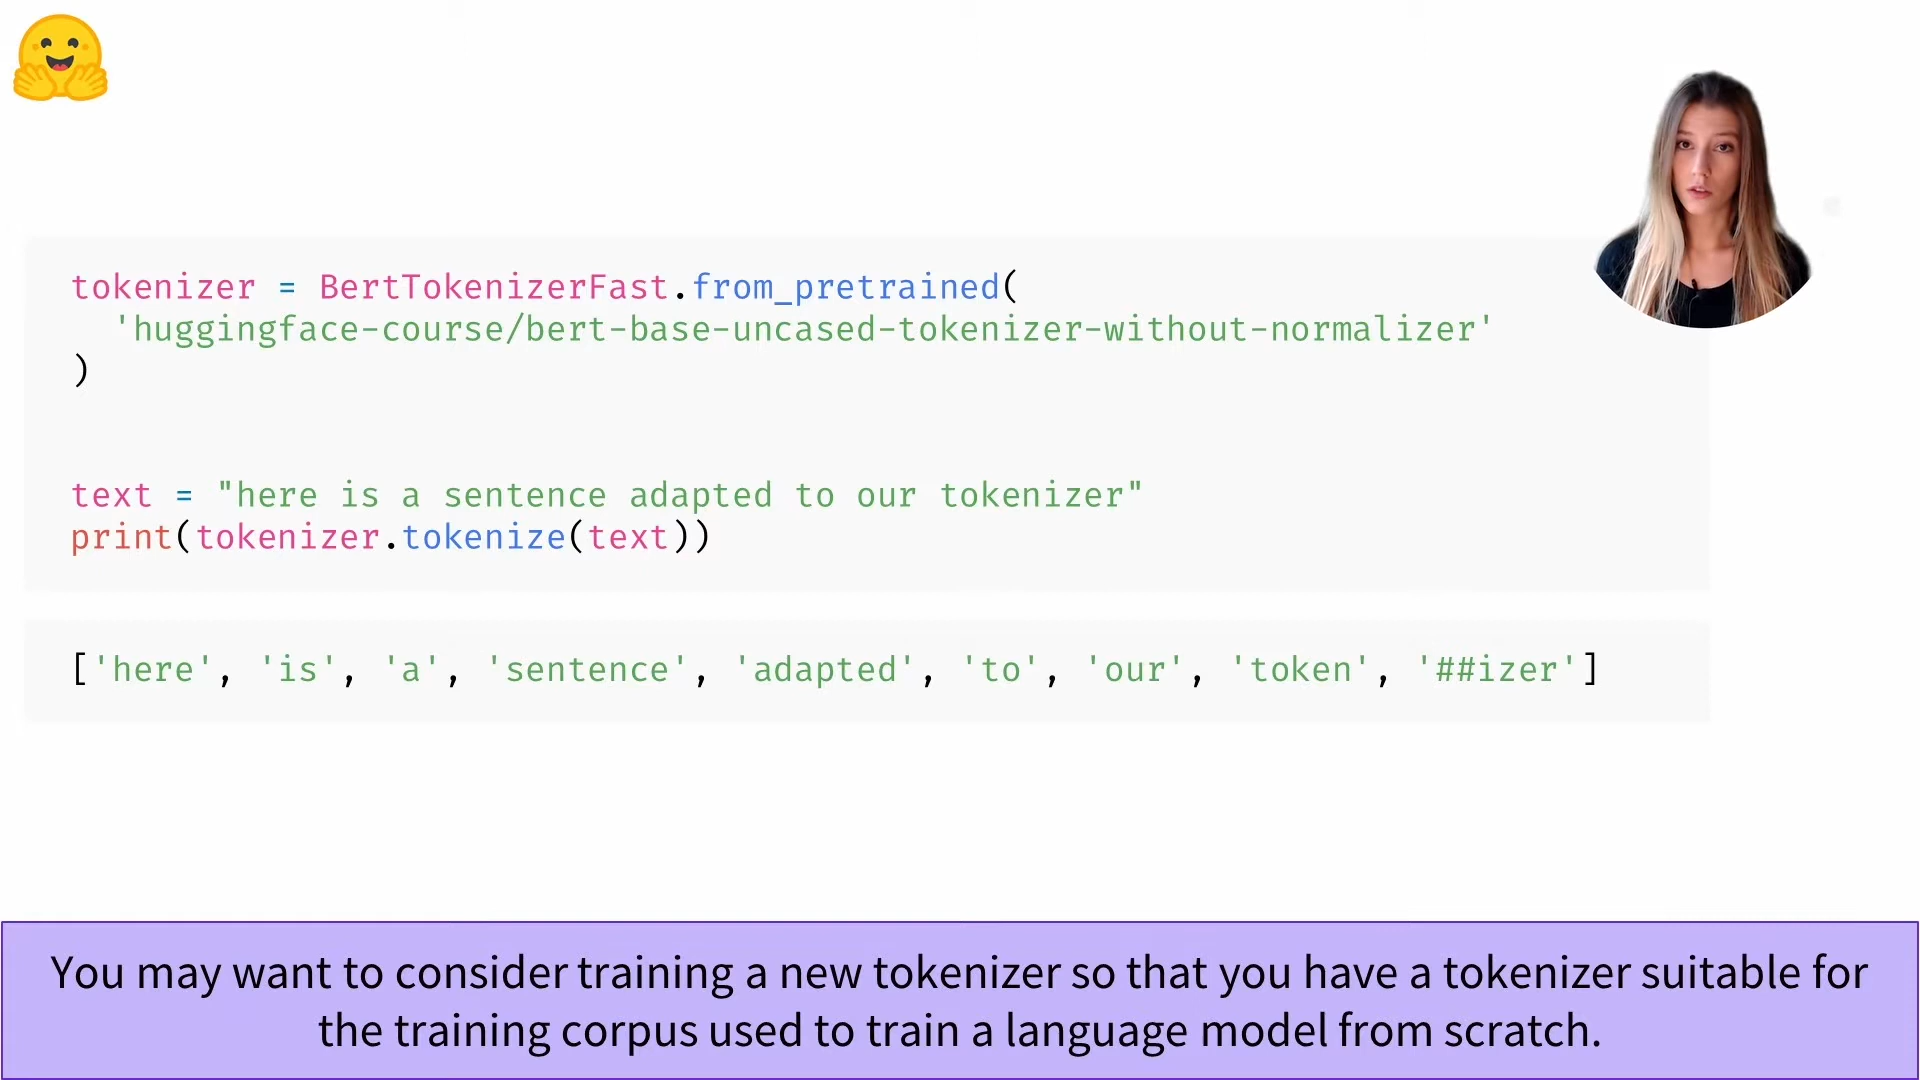 tokenizer = BertTokenizerFast.from_pretrained(
'huggingface-course/bert-base-uncased-tokenizer-without-normalizer'
)
text = "here is a sentence adapted to our tokenizer"
print(tokenizer.tokenize(text))
['here', 'is', 'a', 'sentence', 'adapted', 'to', 'our', 'token', '##izer']
You may want to consider training a new tokenizer so that you have a tokenizer suitable for
the training corpus used to train a language model from scratch.